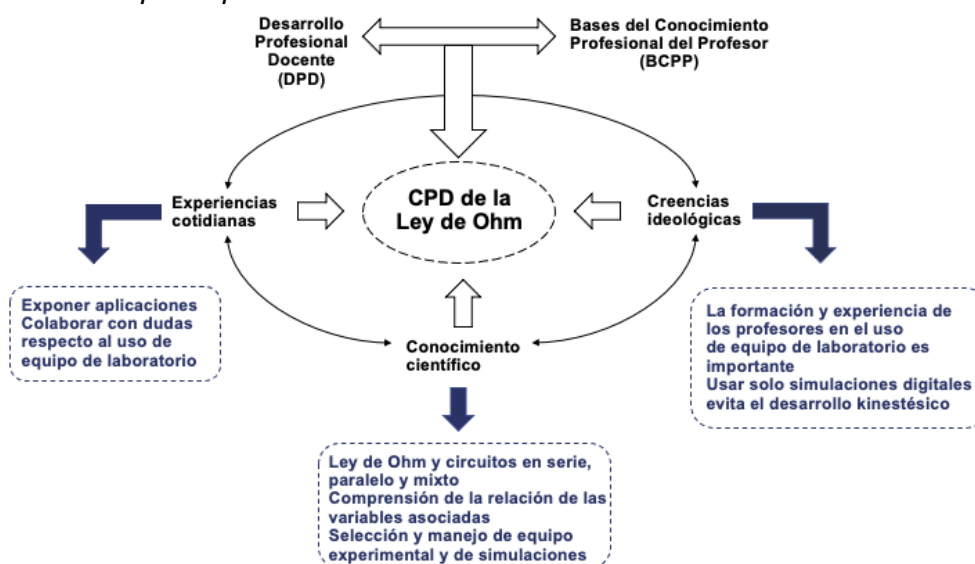 Desarrollo
Profesional
Docente
(DPD)
Bases del Conocimiento
Profesional del Profesor
(BCPP)
Experiencias
cotidianas
CPD de la
Ley de Ohm
Creencias
ideológicas
Exponer aplicaciones
Colaborar con dudas
respecto al uso de
equipo de laboratorio
Conocimiento
científico
La formación y experiencia de
los profesores en el uso
de equipo de laboratorio es
importante
Usar solo simulaciones digitales
evita el desarrollo kinestésico
Ley de Ohm y circuitos en serie,
paralelo y mixto
Comprensión de la relación de las
variables asociadas
Selección y manejo de equipo
experimental y de simulaciones